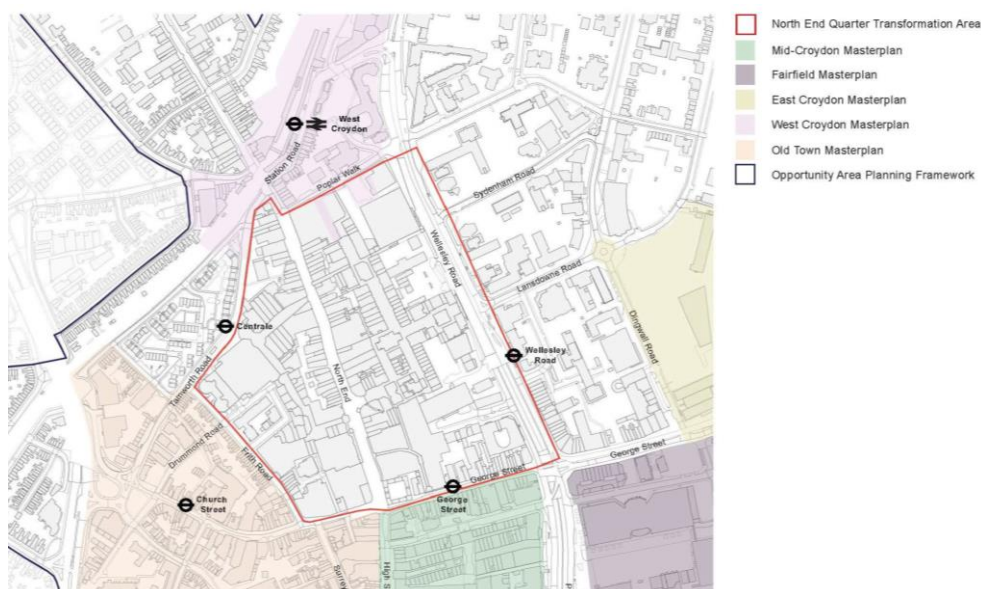 North End Quarter Transformation Area
Mid-Croydon Masterplan
Fairfield Masterplan
East Croydon Masterplan
West Croydon Masterplan
Old Town Masterplan
Opportunity Area Planning Framework
West
Croydon
Station Road
Poplar Walk
Sydenham Road
Wellesley Road
Lansdowne Road
Centrale
Dingwall Road
Wellesley
Road
Tamworth Road
North End
Drummond Road
Frith Road
George Street
George Street
George
Street
Church
Street
Surrey
High S
P